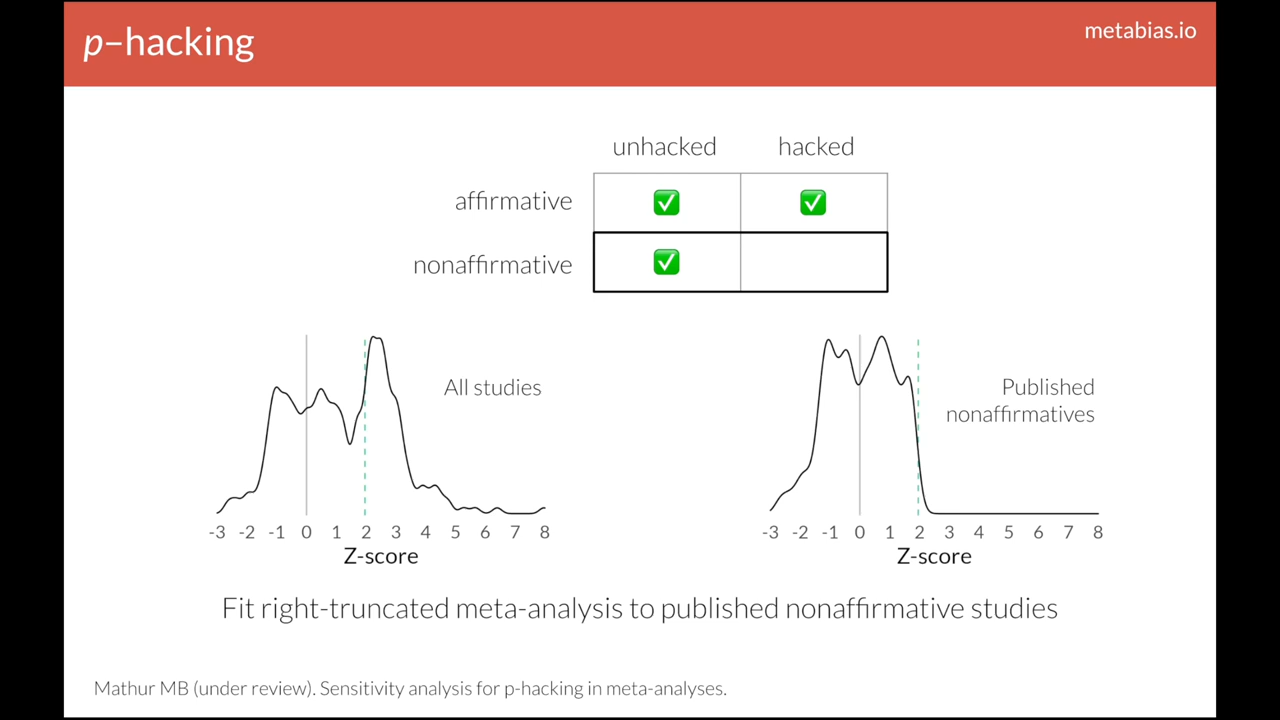 p–hacking
metabias.io
unhacked hacked
affirmative
nonaffirmative
All studies
-3 -2 -1 0 1 2 3 4 5 6 7 8
Z-score
Published
nonaffirmatives
-3 -2 -1 0 1 2 3 4 5 6 7 8
Z-score
Fit right-truncated meta-analysis to published nonaffirmative studies
Mathur MB (under review). Sensitivity analysis for p-hacking in meta-analyses.